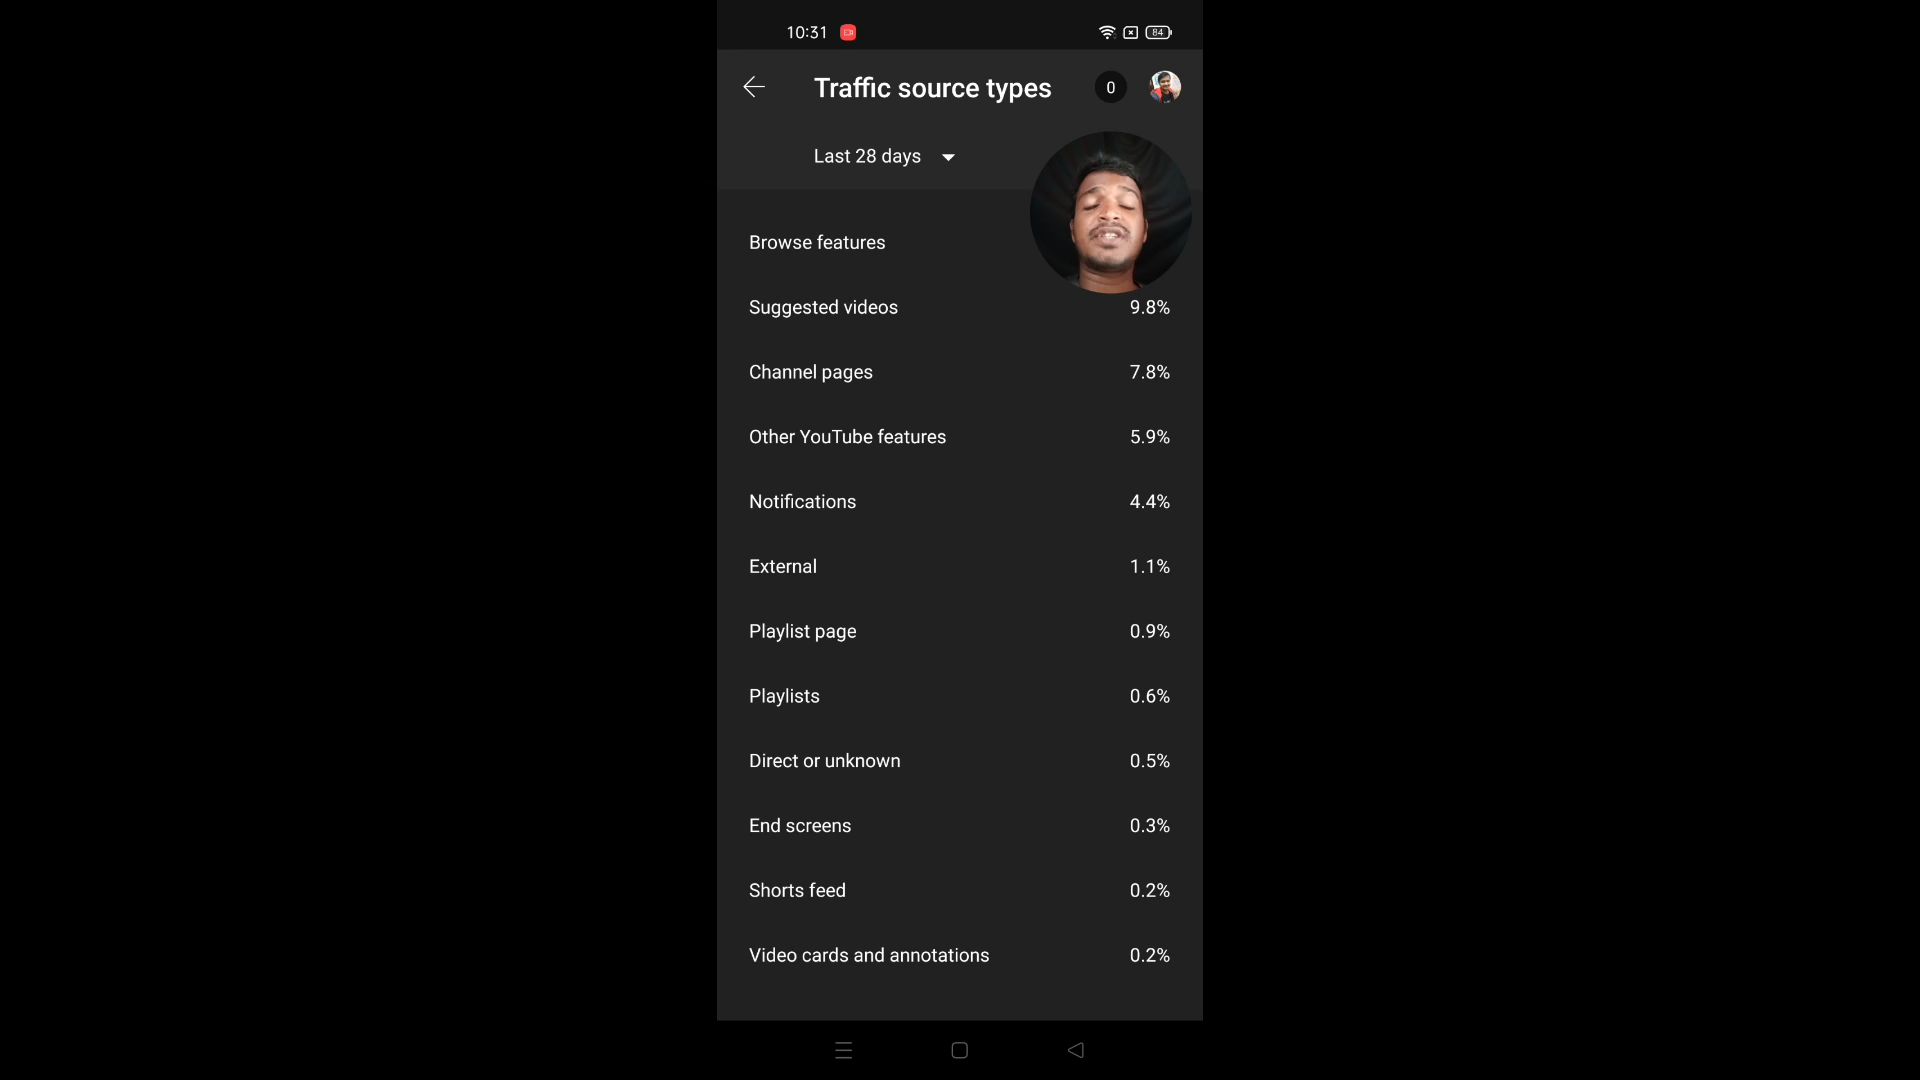 10:31
84
Traffic source types
0
Last 28 days
Browse features
Suggested videos 9.8%
Channel pages 7.8%
Other YouTube features 5.9%
Notifications 4.4%
External 1.1%
Playlist page 0.9%
Playlists 0.6%
Direct or unknown 0.5%
End screens 0.3%
Shorts feed 0.2%
Video cards and annotations 0.2%